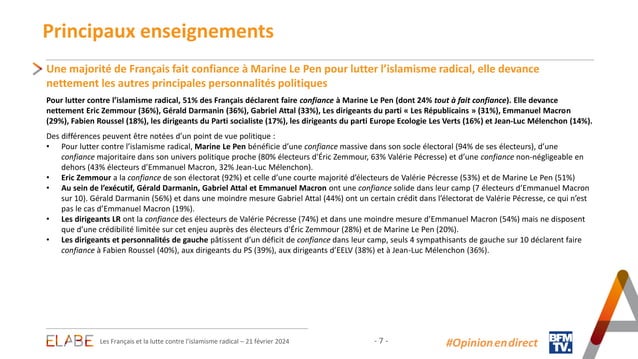 Principaux enseignements
Une majorité de Français fait confiance à Marine Le Pen pour lutter l'islamisme radical, elle devance
nettement les autres principales personnalités politiques
Pour lutter contre l'islamisme radical, 51% des Français déclarent faire confiance à Marine Le Pen (dont 24% tout à fait confiance). Elle devance
nettement Eric Zemmour (36%), Gérald Darmanin (36%), Gabriel Attal (33%), Les dirigeants du parti « Les Républicains » (31%), Emmanuel Macron
(29%), Fabien Roussel (18%), les dirigeants du Parti socialiste (17%), les dirigeants du parti Europe Ecologie Les Verts (16%) et Jean-Luc Mélenchon (14%).
Des différences peuvent être notées d'un point de vue politique :
• Pour lutter contre l'islamisme radical, Marine Le Pen bénéficie d'une confiance massive dans son socle électoral (94% de ses électeurs), d'une
confiance majoritaire dans son univers politique proche (80% électeurs d'Éric Zemmour, 63% Valérie Pécresse) et d'une confiance non-négligeable en
dehors (43% électeurs d'Emmanuel Macron, 32% Jean-Luc Mélenchon).
• Eric Zemmour a la confiance de son électorat (92%) et celle d'une courte majorité d'électeurs de Valérie Pécresse (53%) et de Marine Le Pen (51%)
• Au sein de l'exécutif, Gérald Darmanin, Gabriel Attal et Emmanuel Macron ont une confiance solide dans leur camp (7 électeurs d'Emmanuel Macron
sur 10). Gérald Darmanin (56%) et dans une moindre mesure Gabriel Attal (44%) ont un certain crédit dans l'électorat de Valérie Pécresse, ce qui n'est
pas le cas d'Emmanuel Macron (19%).
• Les dirigeants LR ont la confiance des électeurs de Valérie Pécresse (74%) et dans une moindre mesure d'Emmanuel Macron (54%) mais ne disposent
que d'une crédibilité limitée sur cet enjeu auprès des électeurs d'Éric Zemmour (28%) et de Marine Le Pen (20%).
• Les dirigeants et personnalités de gauche pâtissent d'un déficit de confiance dans leur camp, seuls 4 sympathisants de gauche sur 10 déclarent faire
confiance à Fabien Roussel (40%), aux dirigeants du PS (39%), aux dirigeants d'EELV (38%) et à Jean-Luc Mélenchon (36%).
ELABE Les Français et la lutte contre l'islamisme radical – 21 février 2024
- 7 -
#Opinion en direct
BFM
TV.